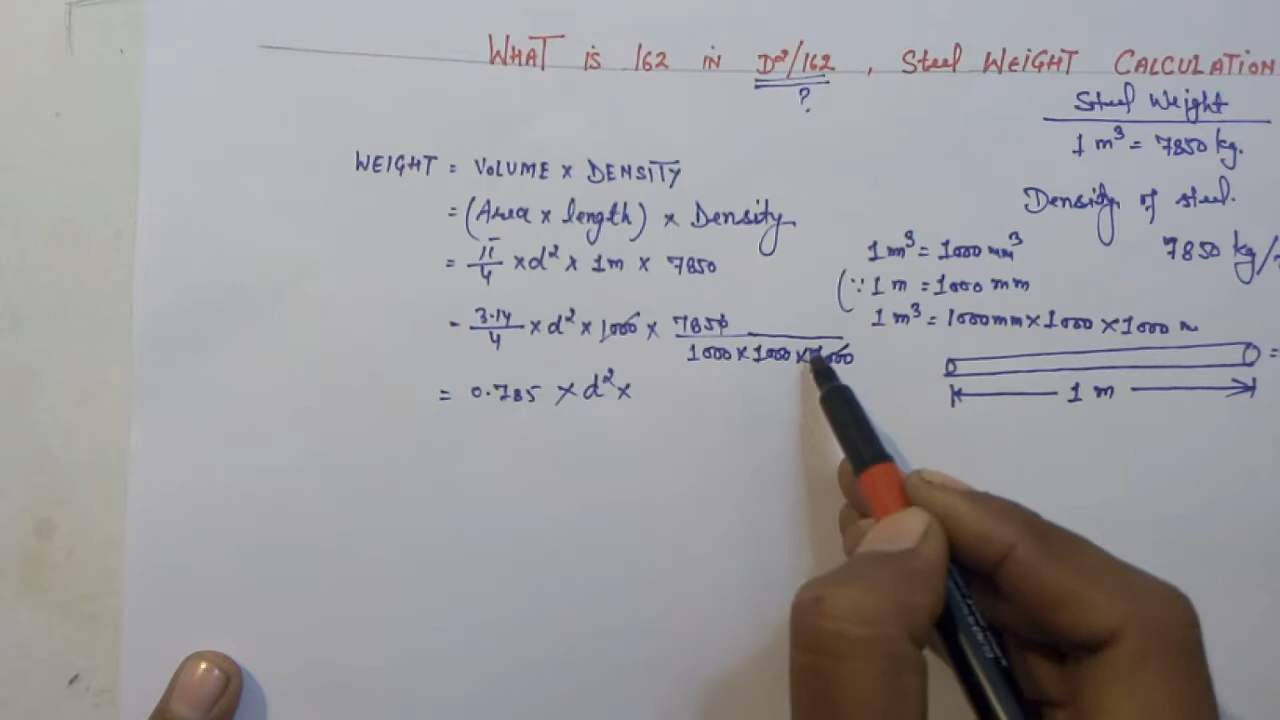 WHAT is 162 in D²/162 , Steel WEIGHT CALCULATION
?
Steel Weight
1 m³ = 7850 kg.
Density of steel.
7850 kg/
WEIGHT = VOLUME × DENSITY
= (Area × length) × Density
= π/4 × d² × 1m × 7850
- 3.14/4 × d² × 1000 × 7850/1000 × 1000 × 1000
= 0.785 × d² ×
1m³ = 1000 mm³
(∵ 1 m = 1000 mm
1 m³ = 1000mm × 1000 × 1000 m
=
1 m